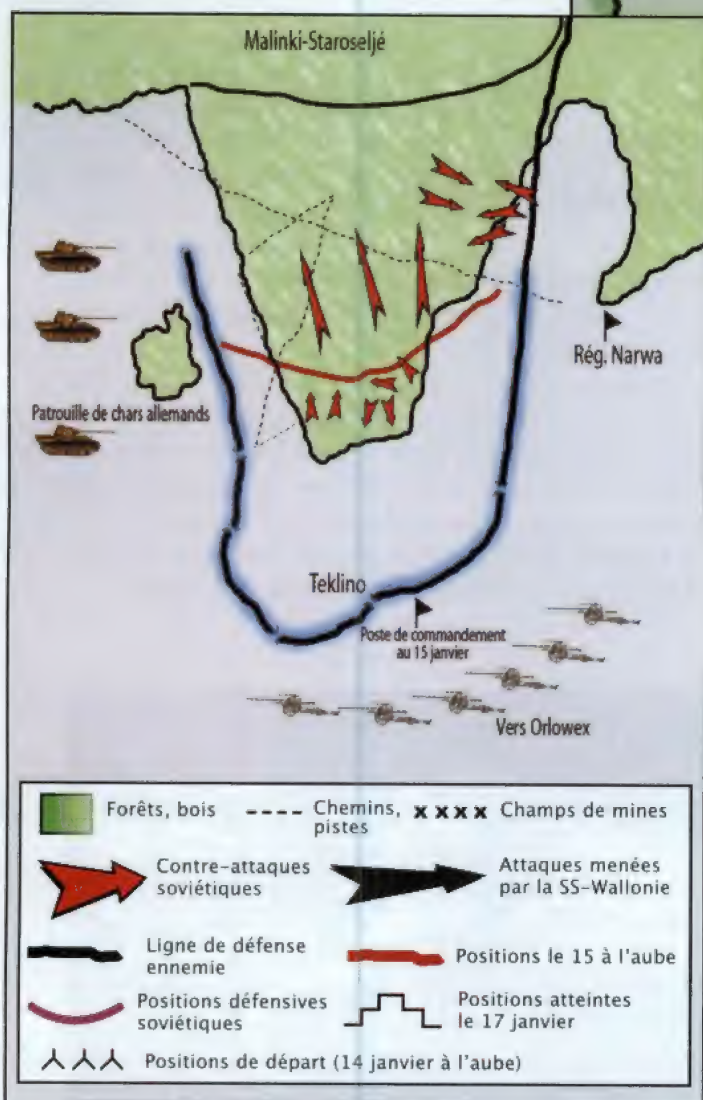 Malinki-Staroseljé
Rég. Narwa
Patrouille de chars allemands
Teklino
Poste de commandement
au 15 janvier
Vers Orlowex
Forêts, bois
Chemins,
pistes
x x x x Champs de mines
Contre-attaques
soviétiques
Attaques menées
par la SS-Wallonie
Ligne de défense
ennemie
Positions le 15 à l'aube
Positions défensives
soviétiques
Positions atteintes
le 17 janvier
Positions de départ (14 janvier à l'aube)